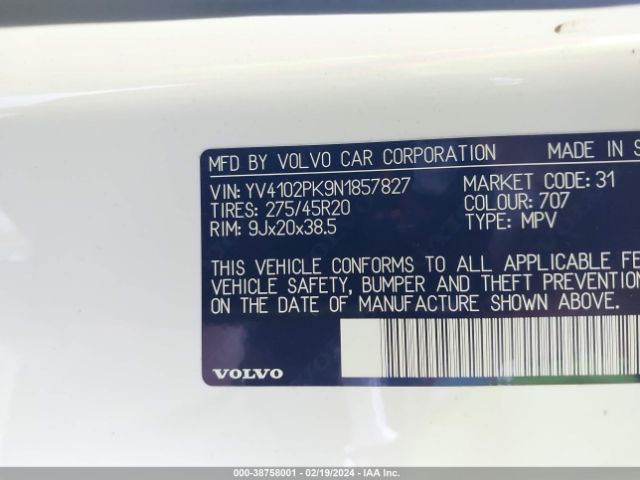 MFD BY VOLVO CAR CORPORATION MADE IN S
VIN: YV4102PK9N1857827 MARKET CODE: 31
TIRES: 275/45R20 COLOUR: 707
RIM: 9Jx20x38.5 TYPE: MPV
THIS VEHICLE CONFORMS TO ALL APPLICABLE FE
VEHICLE SAFETY, BUMPER AND THEFT PREVENTION
ON THE DATE OF MANUFACTURE SHOWN ABOVE.
VOLVO
000-38758001 - 02/19/2024 - IAA Inc.